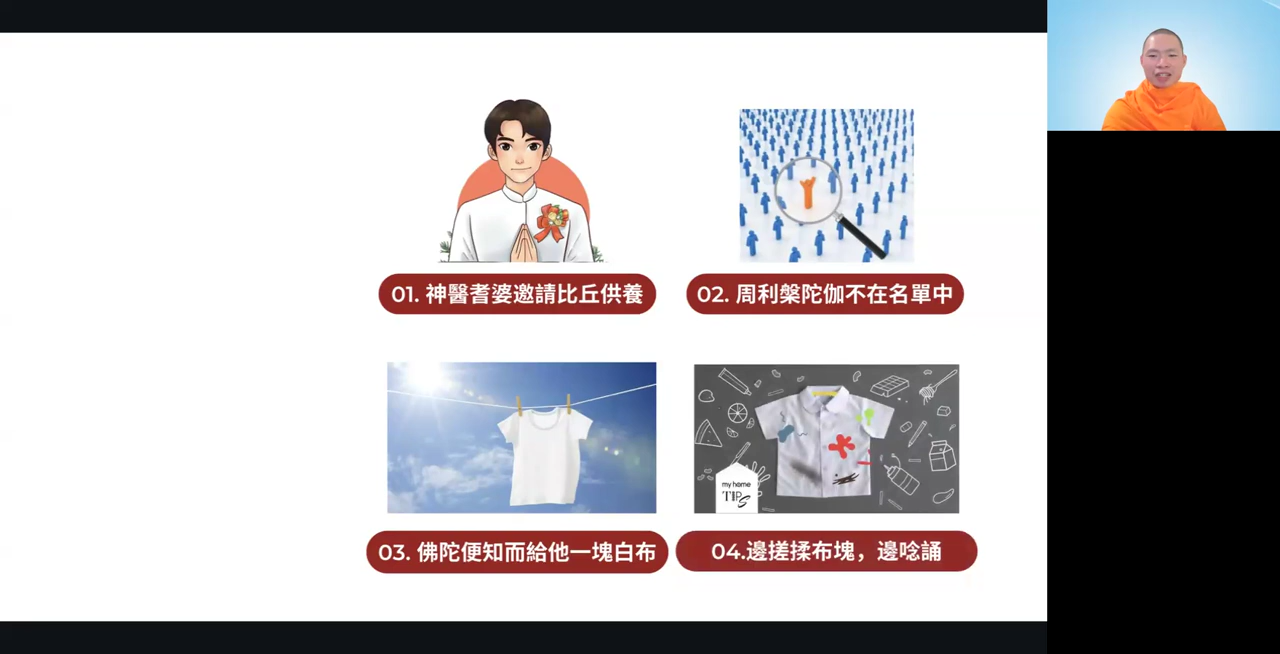 01. 神醫耆婆邀請比丘供養
02. 周利槃陀伽不在名單中
03. 佛陀便知而給他一塊白布
my home
TIPS
04.邊搓揉布塊，邊唸誦